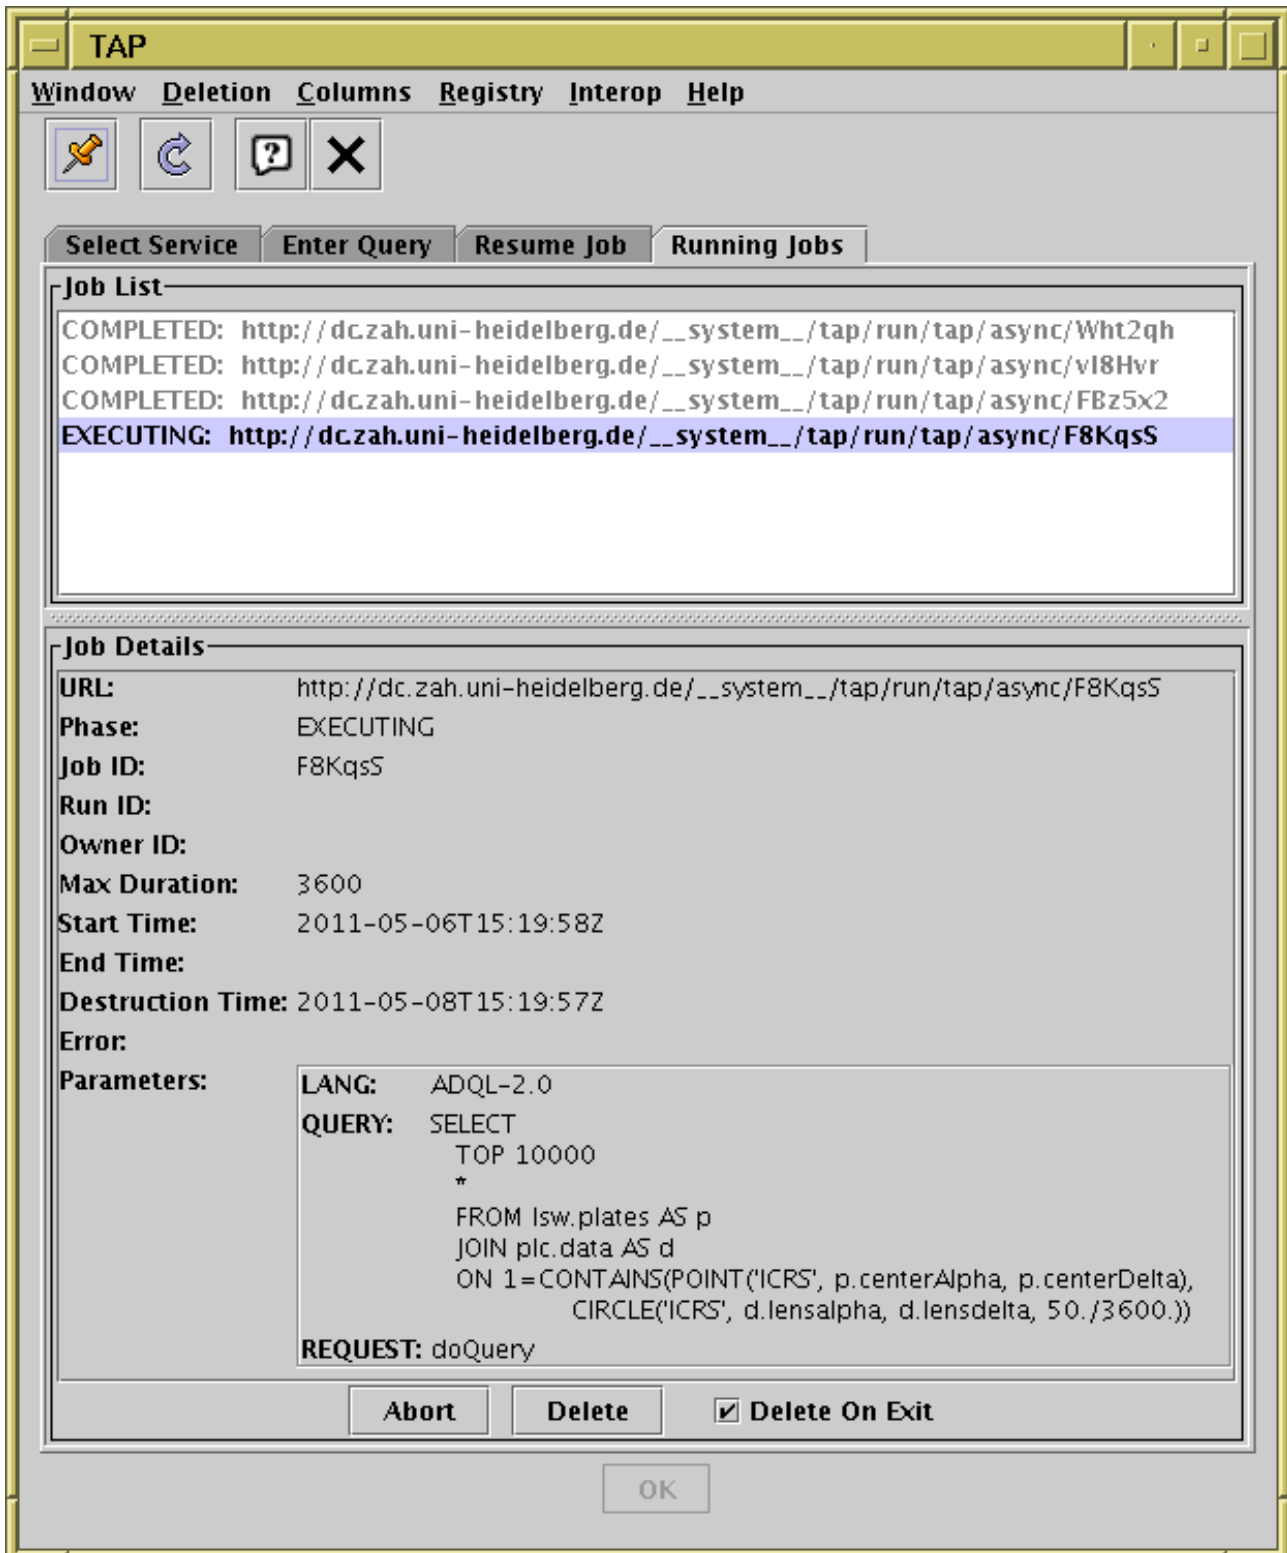 TAP
Window Deletion Columns Registry Interop Help
Select Service Enter Query Resume Job Running Jobs
Job List
COMPLETED: http://dc.zah.uni-heidelberg.de/__system__/tap/run/tap/async/Wht2qh
COMPLETED: http://dc.zah.uni-heidelberg.de/__system__/tap/run/tap/async/vI8Hvr
COMPLETED: http://dc.zah.uni-heidelberg.de/__system__/tap/run/tap/async/FBz5x2
EXECUTING: http://dc.zah.uni-heidelberg.de/__system__/tap/run/tap/async/F8KqsS
Job Details
URL: http://dc.zah.uni-heidelberg.de/__system__/tap/run/tap/async/F8KqsS
Phase: EXECUTING
Job ID: F8KqsS
Run ID:
Owner ID:
Max Duration: 3600
Start Time: 2011-05-06T15:19:58Z
End Time:
Destruction Time: 2011-05-08T15:19:57Z
Error:
Parameters: LANG: ADQL-2.0
QUERY: SELECT
TOP 10000
*
FROM lsw.plates AS p
JOIN plc.data AS d
ON 1=CONTAINS(POINT('ICRS', p.centerAlpha, p.centerDelta),
CIRCLE('ICRS', d.lensalpha, d.lensdelta, 50./3600.))
REQUEST: doQuery
Abort Delete Delete On Exit
OK